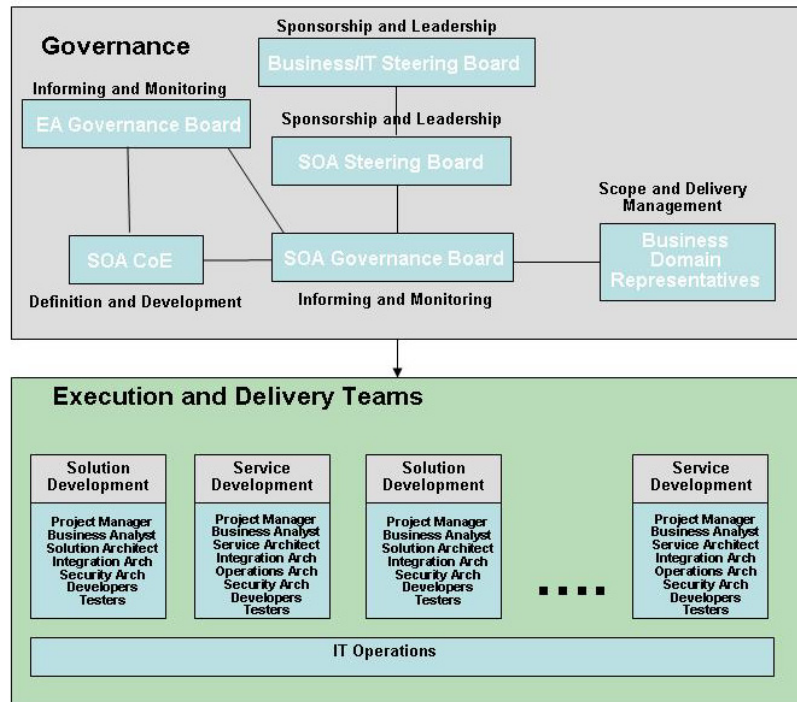 Sponsorship and Leadership
Governance
Business/IT Steering Board
Informing and Monitoring
EA Governance Board
Sponsorship and Leadership
SOA Steering Board
Scope and Delivery
Management
SOA CoE
SOA Governance Board
Business
Domain
Representatives
Definition and Development
Informing and Monitoring
Execution and Delivery Teams
Solution
Development
Project Manager
Business Analyst
Solution Architect
Integration Arch
Security Arch
Developers
Testers
Service
Development
Project Manager
Business Analyst
Service Architect
Integration Arch
Operations Arch
Security Arch
Developers
Testers
Solution
Development
Project Manager
Business Analyst
Solution Architect
Integration Arch
Security Arch
Developers
Testers
....
Service
Development
Project Manager
Business Analyst
Service Architect
Integration Arch
Operations Arch
Security Arch
Developers
Testers
IT Operations